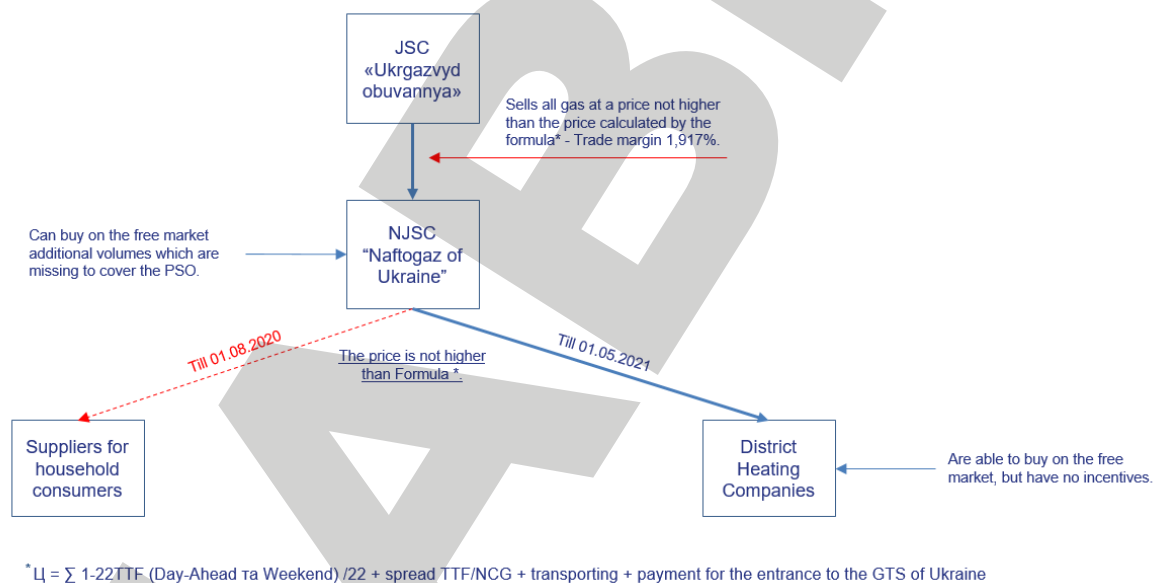 JSC
«Ukrgazvyd
obuvannya»
Sells all gas at a price not higher
than the price calculated by the
formula* - Trade margin 1,917%.
NJSC
“Naftogaz of
Ukraine”
Can buy on the free market
additional volumes which are
missing to cover the PSO.
Till 01.08.2020
The price is not higher
than Formula *.
Till 01.05.2021
Suppliers for
household
consumers
District
Heating
Companies
Are able to buy on the free
market, but have no incentives.
* Ц = ∑ 1-22TTF (Day-Ahead та Weekend) /22 + spread TTF/NCG + transporting + payment for the entrance to the GTS of Ukraine